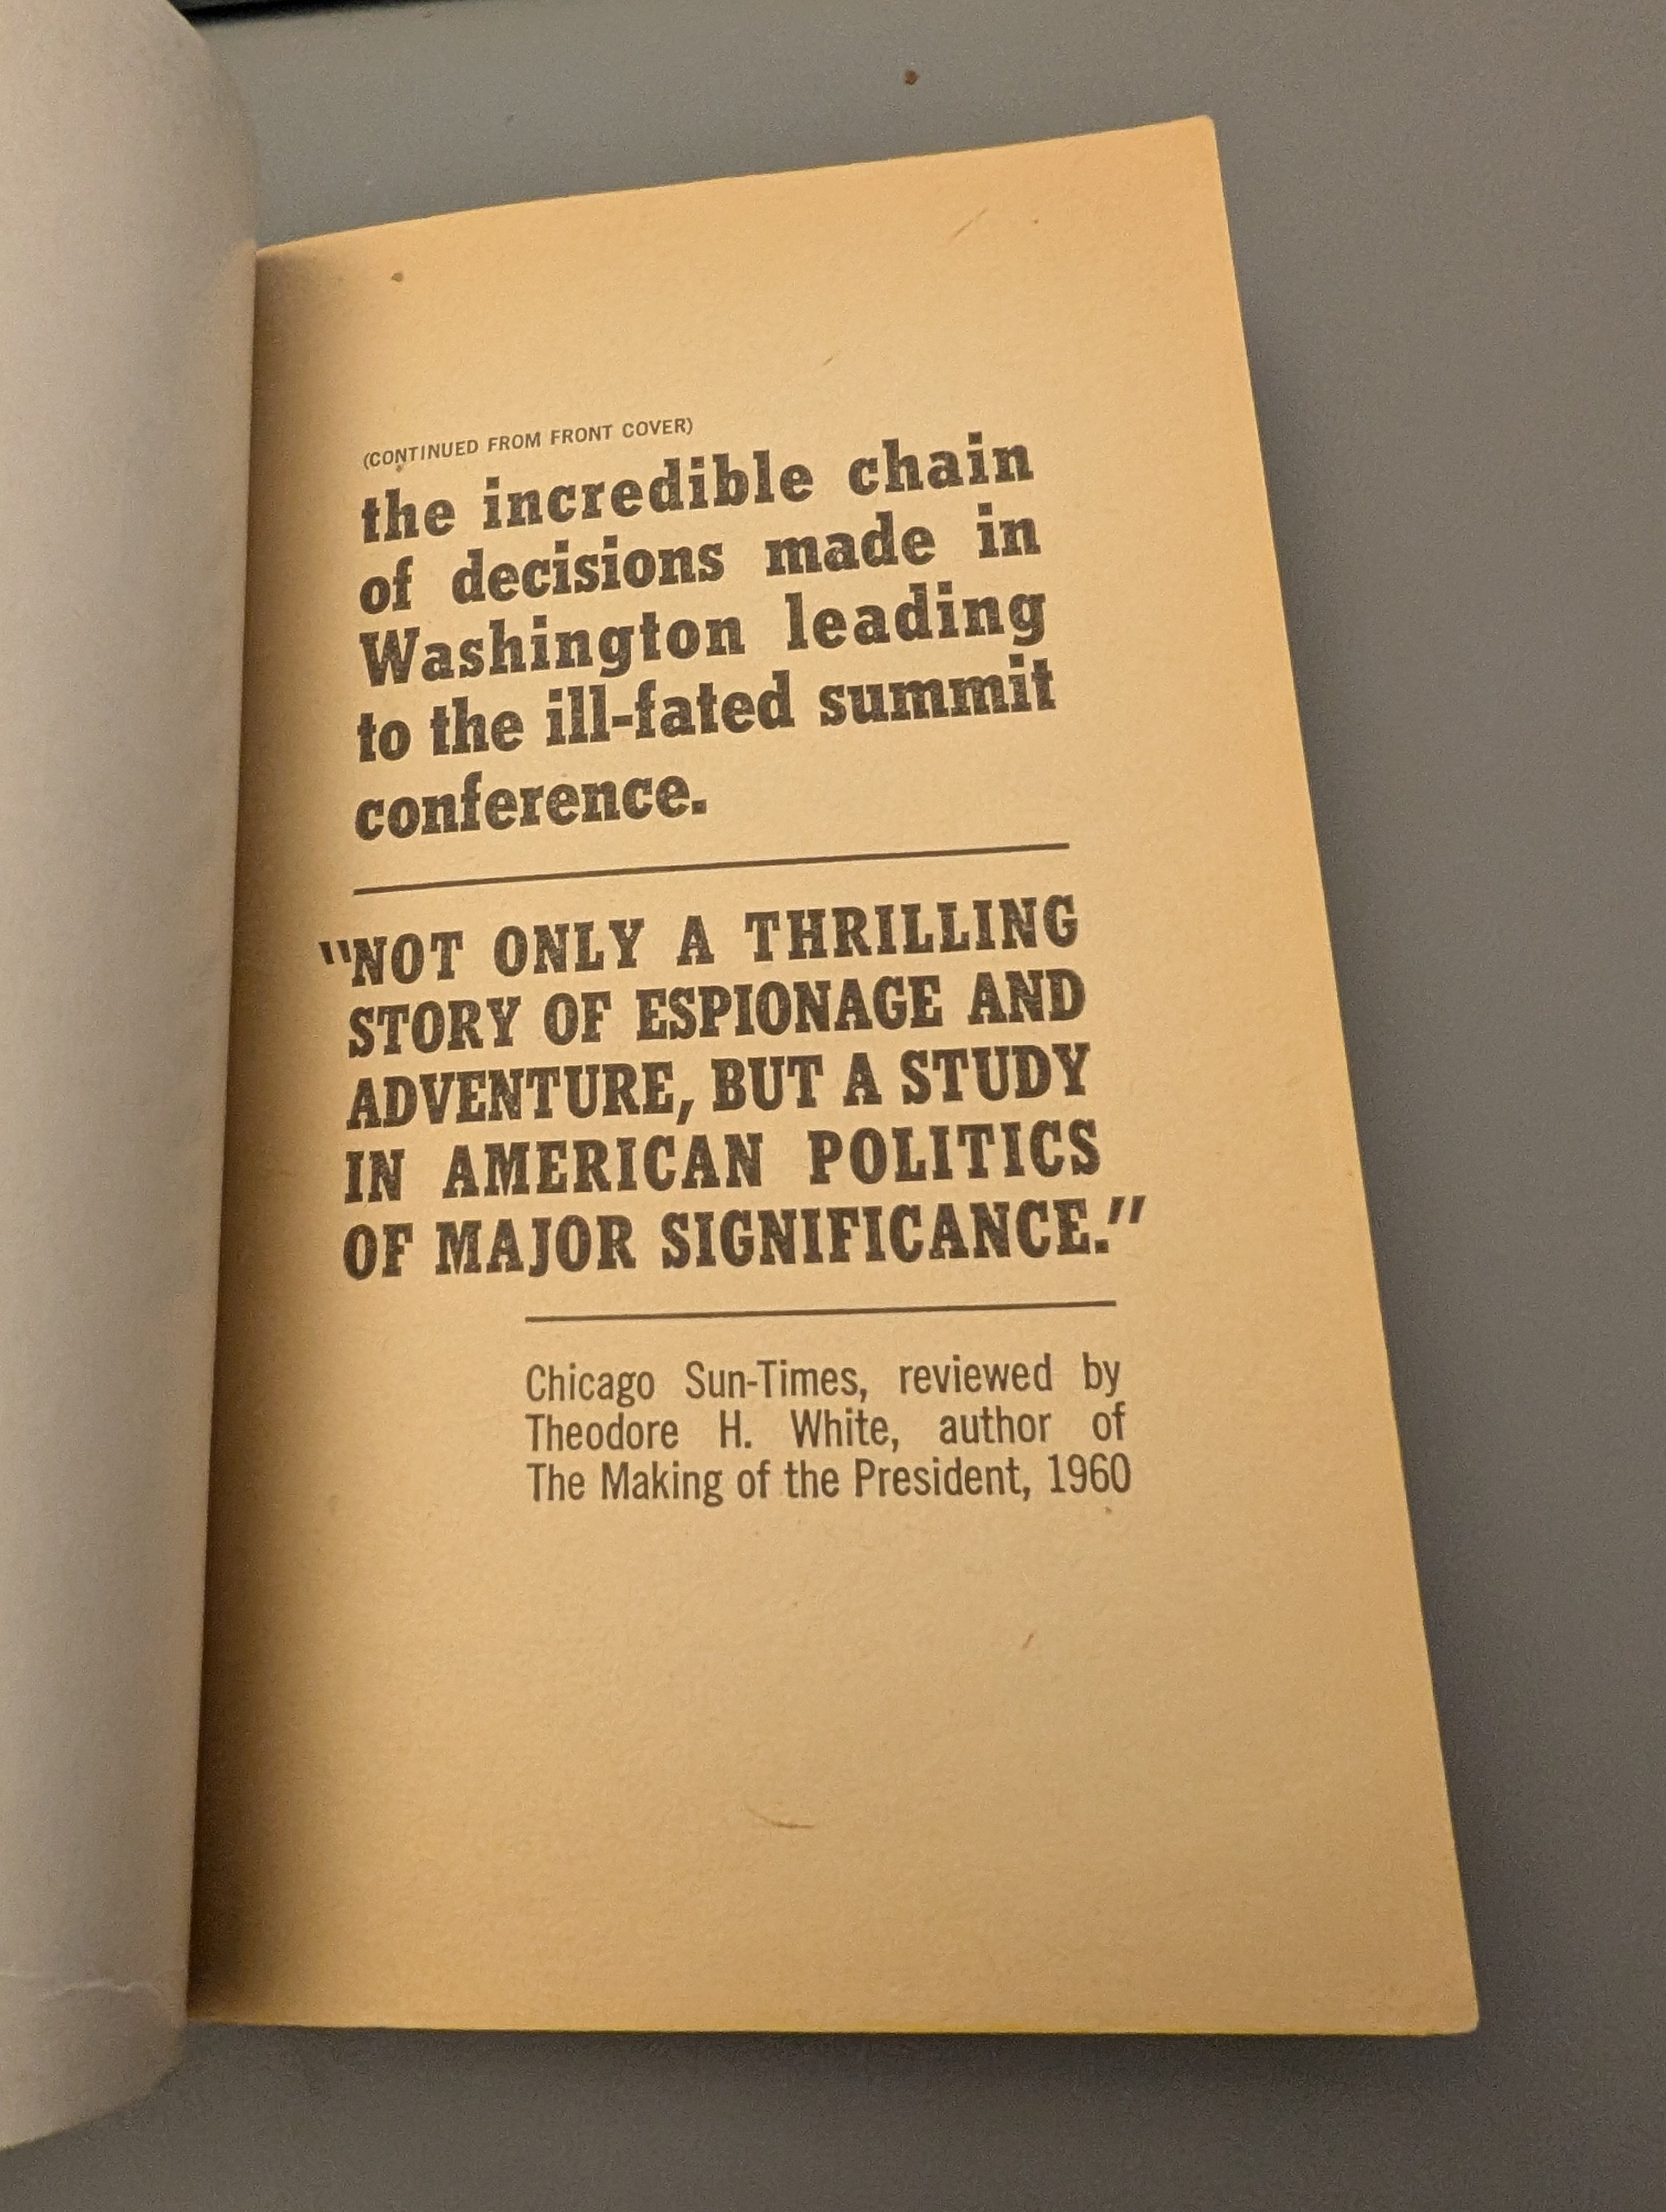 (CONTINUED FROM FRONT COVER)
the incredible chain
of decisions made in
Washington leading
to the ill-fated summit
conference.
"NOT ONLY A THRILLING
STORY OF ESPIONAGE AND
ADVENTURE, BUT A STUDY
IN AMERICAN POLITICS
OF MAJOR SIGNIFICANCE."
Chicago Sun-Times, reviewed by
Theodore H. White, author of
The Making of the President, 1960